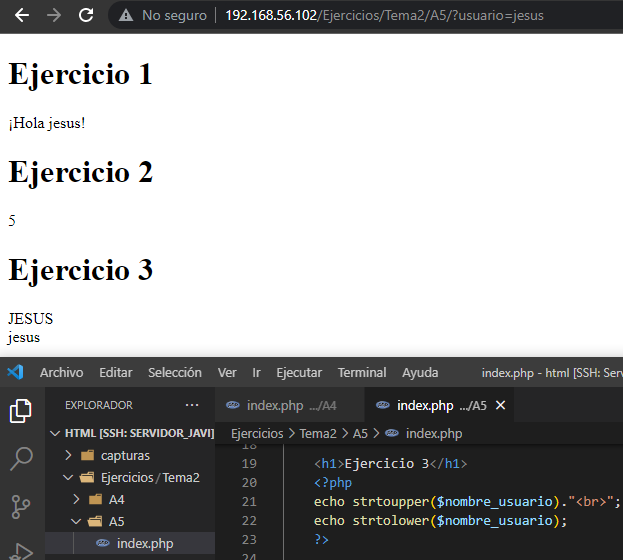 No seguro | 192.168.56.102/Ejercicios/Tema2/A5/?usuario=jesus
Ejercicio 1
¡Hola jesus!
Ejercicio 2
5
Ejercicio 3
JESUS
jesus
Archivo Editar Selección Ver Ir Ejecutar Terminal Ayuda index.php - html [SSH: Ser
EXPLORADOR ··· index.php .../A4 index.php .../A5
HTML [SSH: SERVIDOR_JAVI] Ejercicios > Tema2 > A5 > index.php
capturas
Ejercicios / Tema2
A4
A5
index.php
18
19 <h1>Ejercicio 3</h1>
20 <?php
21 echo strtoupper($nombre_usuario)."<br>";
22 echo strtolower($nombre_usuario);
23 ?>
24